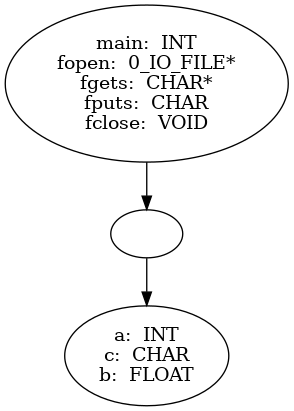 main:  INT
fopen:  0_IO_FILE*
fgets:  CHAR*
fputs:  CHAR
fclose:  VOID
a:  INT
c:  CHAR
b:  FLOAT